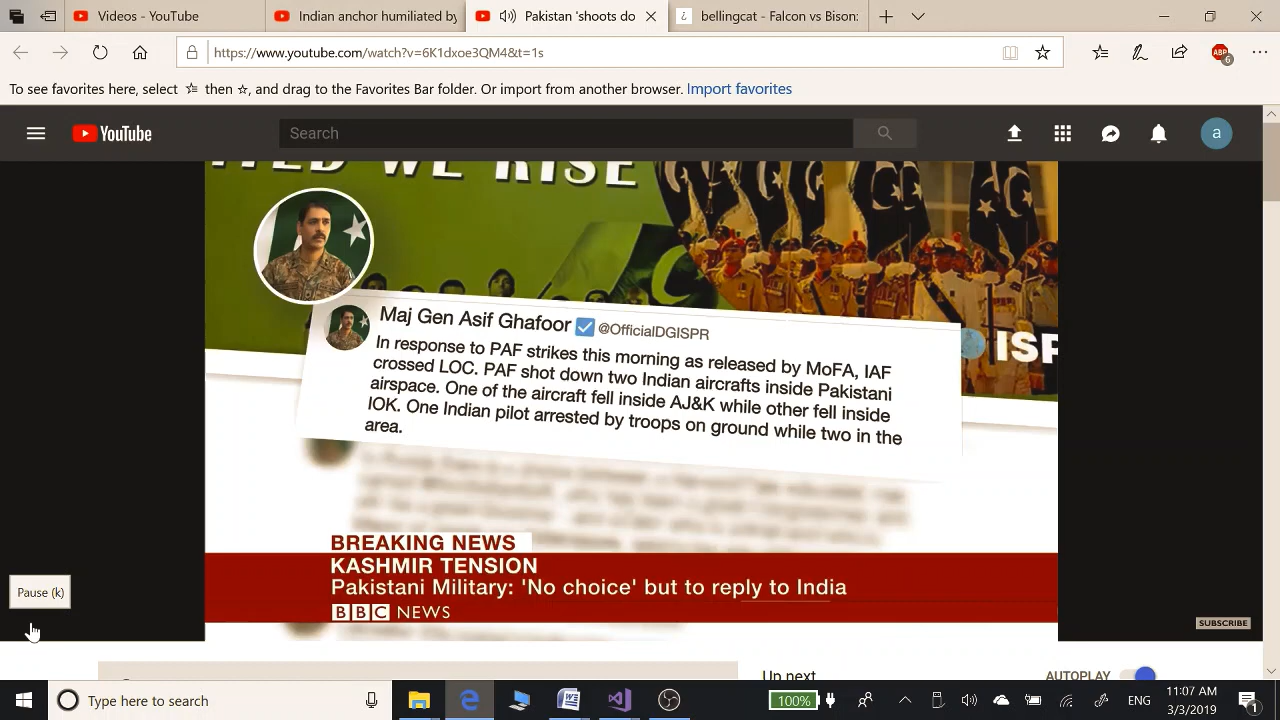 Videos - YouTube
Indian anchor humiliated by
Pakistan 'shoots do
bellingcat - Falcon vs Bison:
https://www.youtube.com/watch?v=6K1dxoe3QM4&t=1s
ABP
6
To see favorites here, select then ☆, and drag to the Favorites Bar folder. Or import from another browser. Import favorites
YouTube
Search
a
WE RISE
Maj Gen Asif Ghafoor @OfficialDGISPR
In response to PAF strikes this morning as released by MoFA, IAF
crossed LOC. PAF shot down two Indian aircrafts inside Pakistani
airspace. One of the aircraft fell inside AJ&K while other fell inside
IOK. One Indian pilot arrested by troops on ground while two in the
area.
BREAKING NEWS
KASHMIR TENSION
Pakistani Military: 'No choice' but to reply to India
BBC NEWS
Pause (k)
SUBSCRIBE
Up next
AUTOPLAY
Type here to search
100%
ENG
11:07 AM
3/3/2019
1